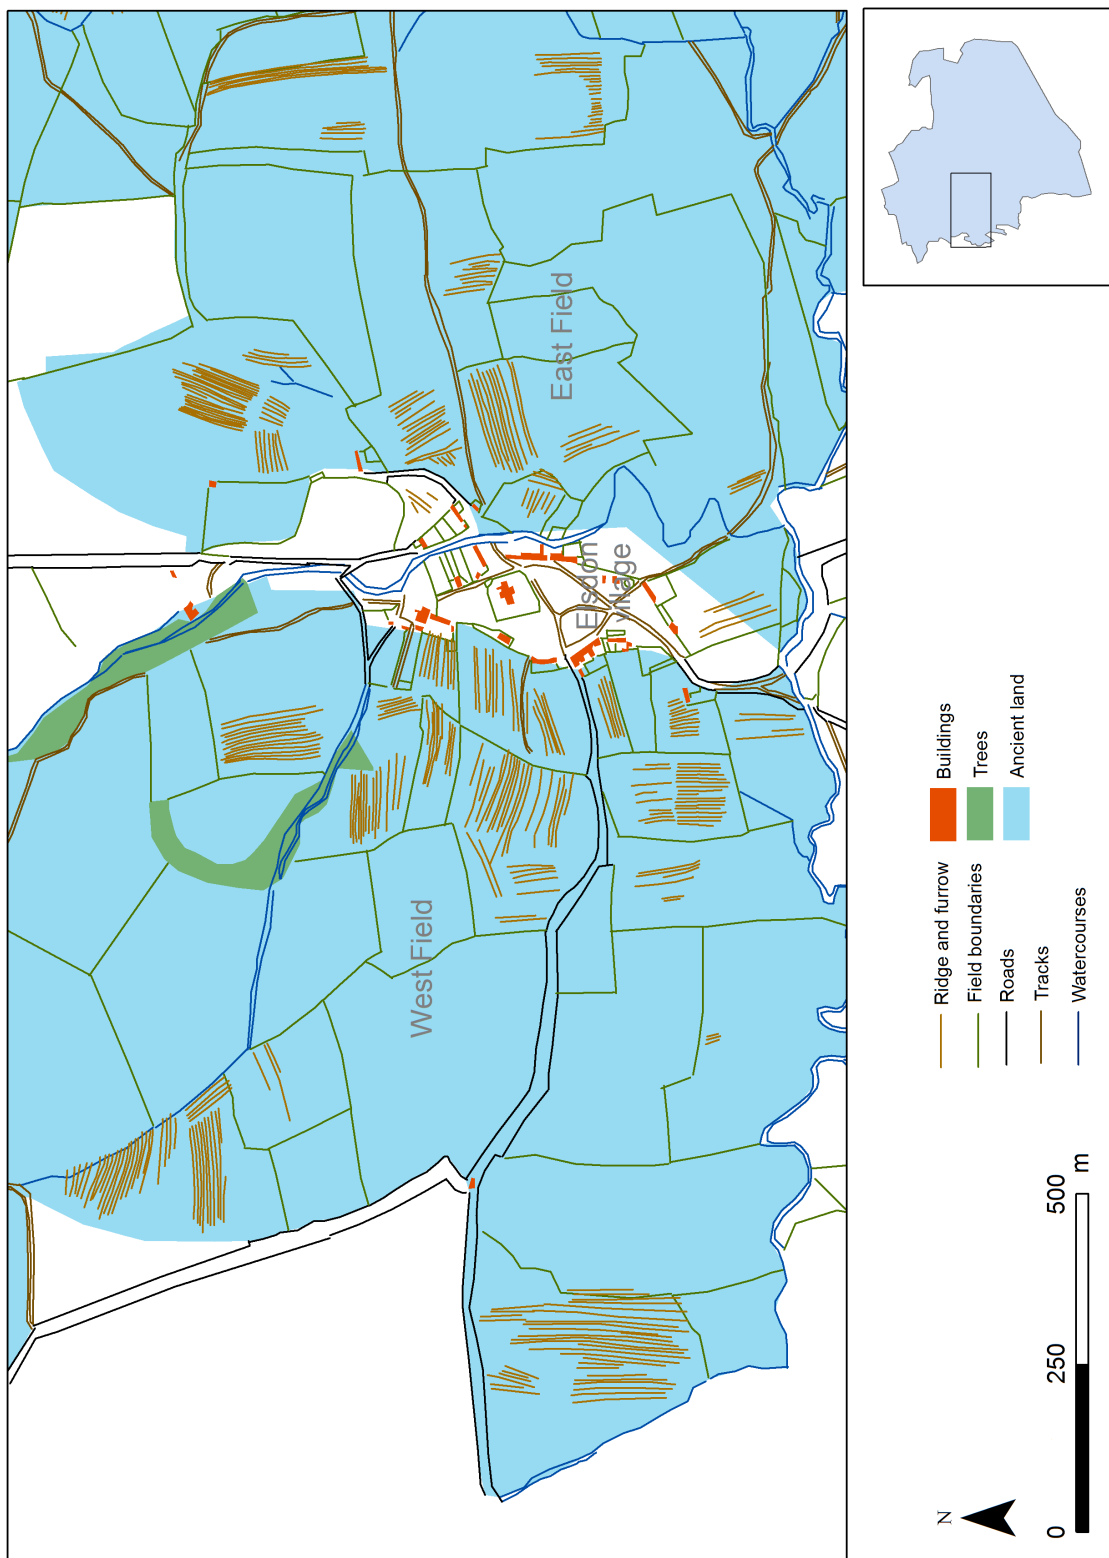 West Field
East Field
Elsdon
village
Ridge and furrow
Field boundaries
Roads
Tracks
Watercourses
Buildings
Trees
Ancient land
N
0 250 500 m